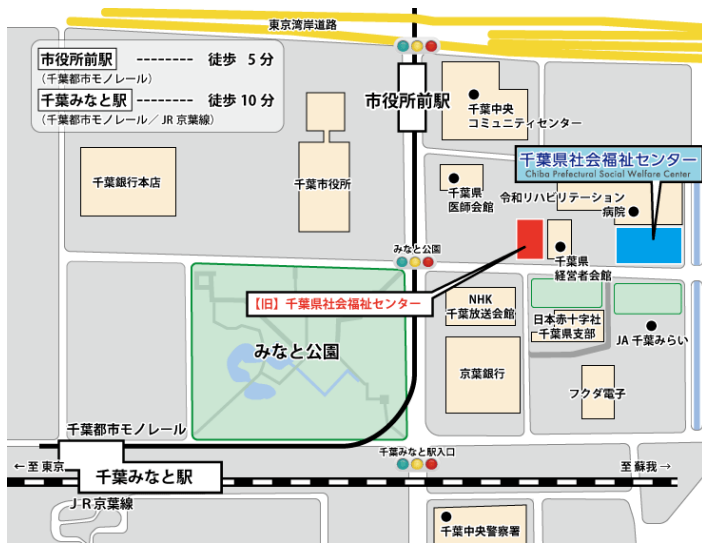 東京湾岸道路
市役所前駅 -------- 徒歩 5分
（千葉都市モノレール）
千葉みなと駅 -------- 徒歩10分
（千葉都市モノレール／JR京葉線）
市役所前駅
千葉中央
コミュニティセンター
千葉県社会福祉センター
Chiba Prefectural Social Welfare Center
千葉銀行本店
千葉市役所
千葉県
医師会館
令和リハビリテーション
病院
みなと公園
千葉県
経営者会館
【旧】千葉県社会福祉センター
NHK
千葉放送会館
日本赤十字社
千葉県支部
JA千葉みらい
みなと公園
京葉銀行
フクダ電子
千葉都市モノレール
千葉みなと駅入口
←至東京
千葉みなと駅
至蘇我→
JR京葉線
千葉中央警察署